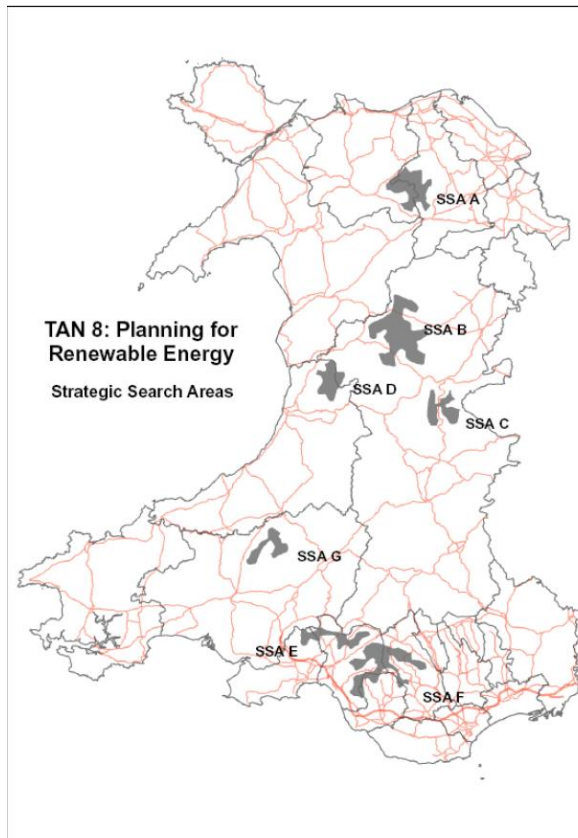 SSA A
TAN 8: Planning for
Renewable Energy
Strategic Search Areas
SSA B
SSA D
SSA C
SSA G
SSA E
SSA F